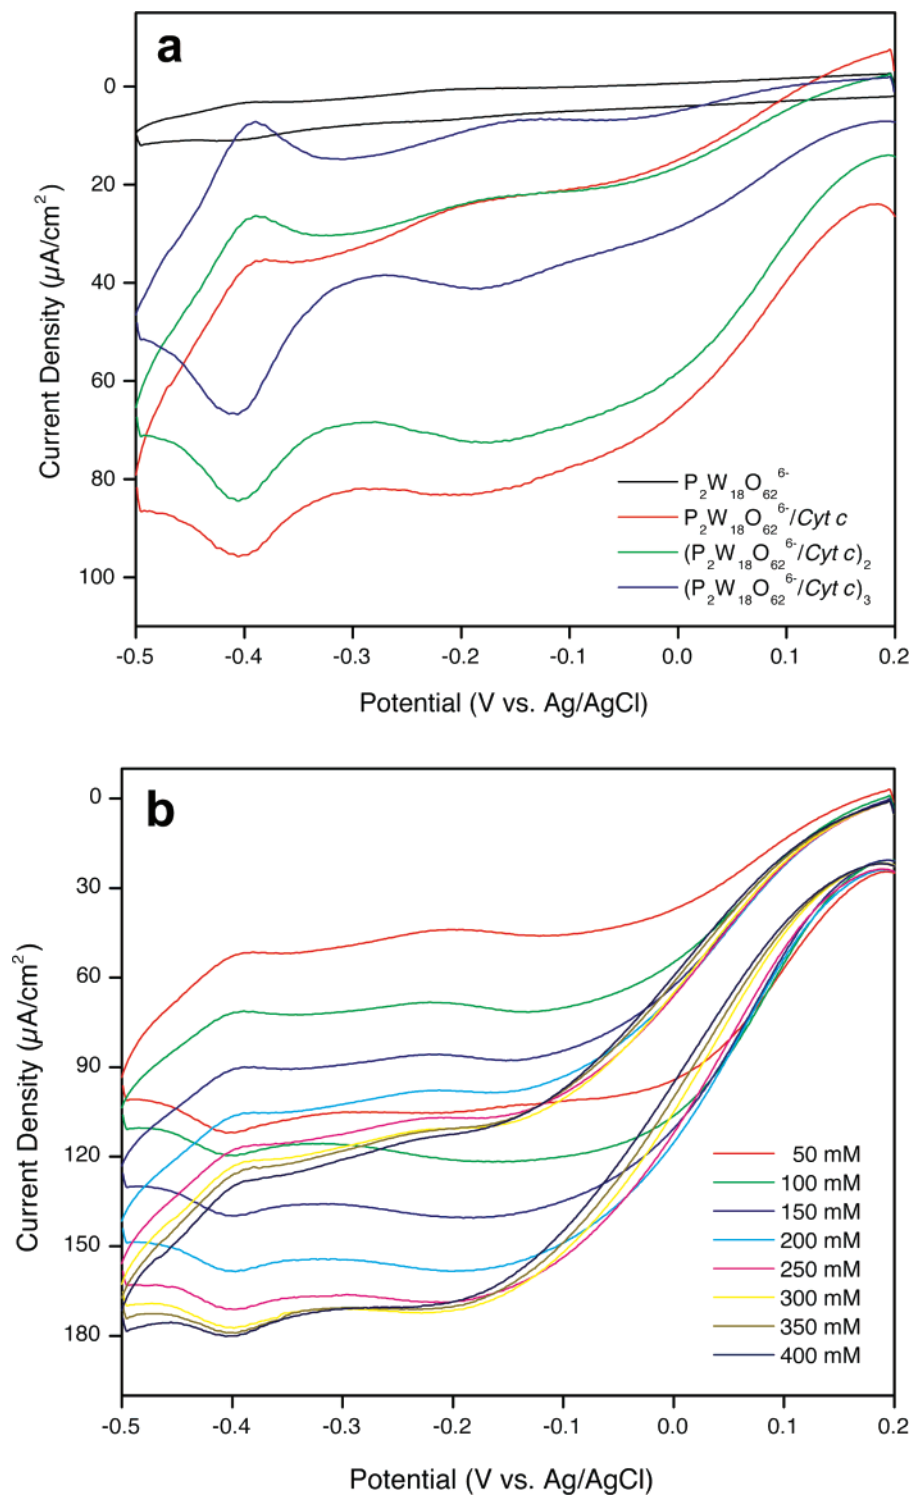 a
0
20
40
60
80
100
Current Density (µA/cm²)
P₂W₁₈O₆₂⁶⁻
P₂W₁₈O₆₂⁶⁻/Cyt c
(P₂W₁₈O₆₂⁶⁻/Cyt c)₂
(P₂W₁₈O₆₂⁶⁻/Cyt c)₃
-0.5 -0.4 -0.3 -0.2 -0.1 0.0 0.1 0.2
Potential (V vs. Ag/AgCl)
b
0
30
60
90
120
150
180
Current Density (µA/cm²)
50 mM
100 mM
150 mM
200 mM
250 mM
300 mM
350 mM
400 mM
-0.5 -0.4 -0.3 -0.2 -0.1 0.0 0.1 0.2
Potential (V vs. Ag/AgCl)